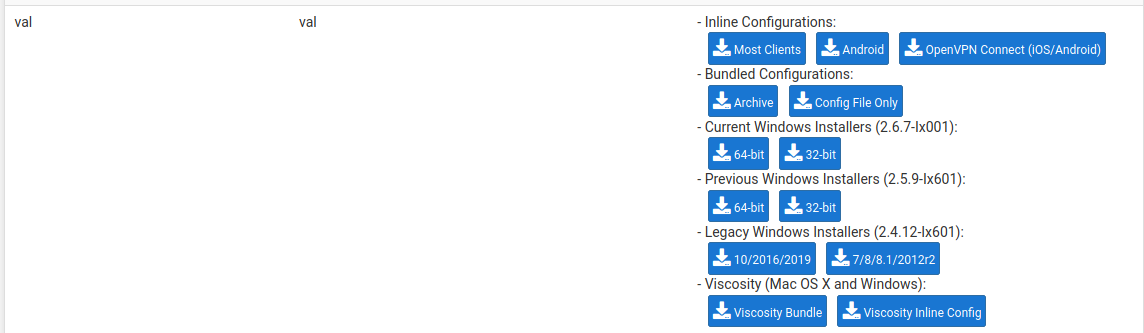 val val - Inline Configurations:
Most Clients Android OpenVPN Connect (iOS/Android)
- Bundled Configurations:
Archive Config File Only
- Current Windows Installers (2.6.7-Ix001):
64-bit 32-bit
- Previous Windows Installers (2.5.9-Ix601):
64-bit 32-bit
- Legacy Windows Installers (2.4.12-Ix601):
10/2016/2019 7/8/8.1/2012r2
- Viscosity (Mac OS X and Windows):
Viscosity Bundle Viscosity Inline Config